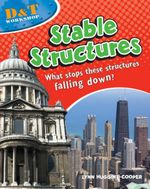 D&T
WORKSHOP
Stable
Structures
What stops these structures
falling down?
LYNN HUGGINS-COOPER